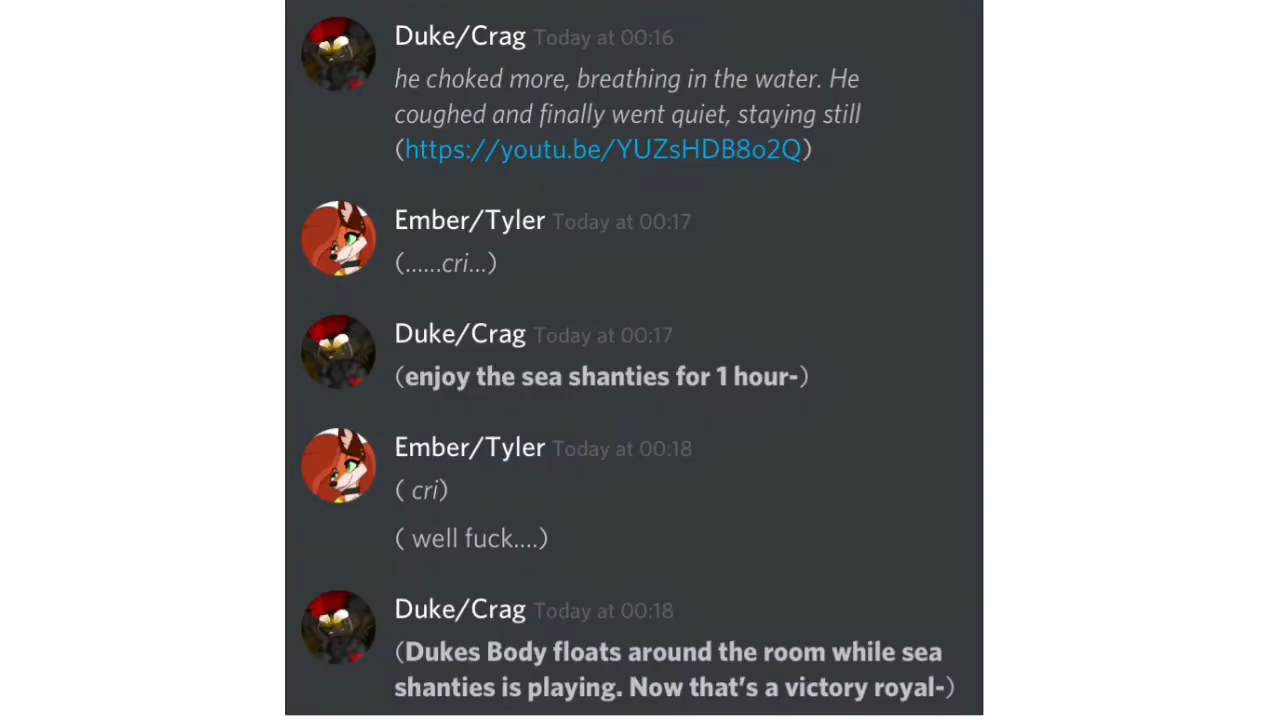 Duke/Crag Today at 00:16
he choked more, breathing in the water. He
coughed and finally went quiet, staying still
(https://youtu.be/YUZsHDB8o2Q)
Ember/Tyler Today at 00:17
(......cri...)
Duke/Crag Today at 00:17
(enjoy the sea shanties for 1 hour-)
Ember/Tyler Today at 00:18
( cri)
( well fuck....)
Duke/Crag Today at 00:18
(Dukes Body floats around the room while sea
shanties is playing. Now that's a victory royal-)